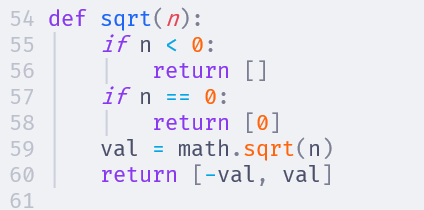 54 def sqrt(n):
55     if n < 0:
56         return []
57     if n == 0:
58         return [0]
59     val = math.sqrt(n)
60     return [-val, val]
61